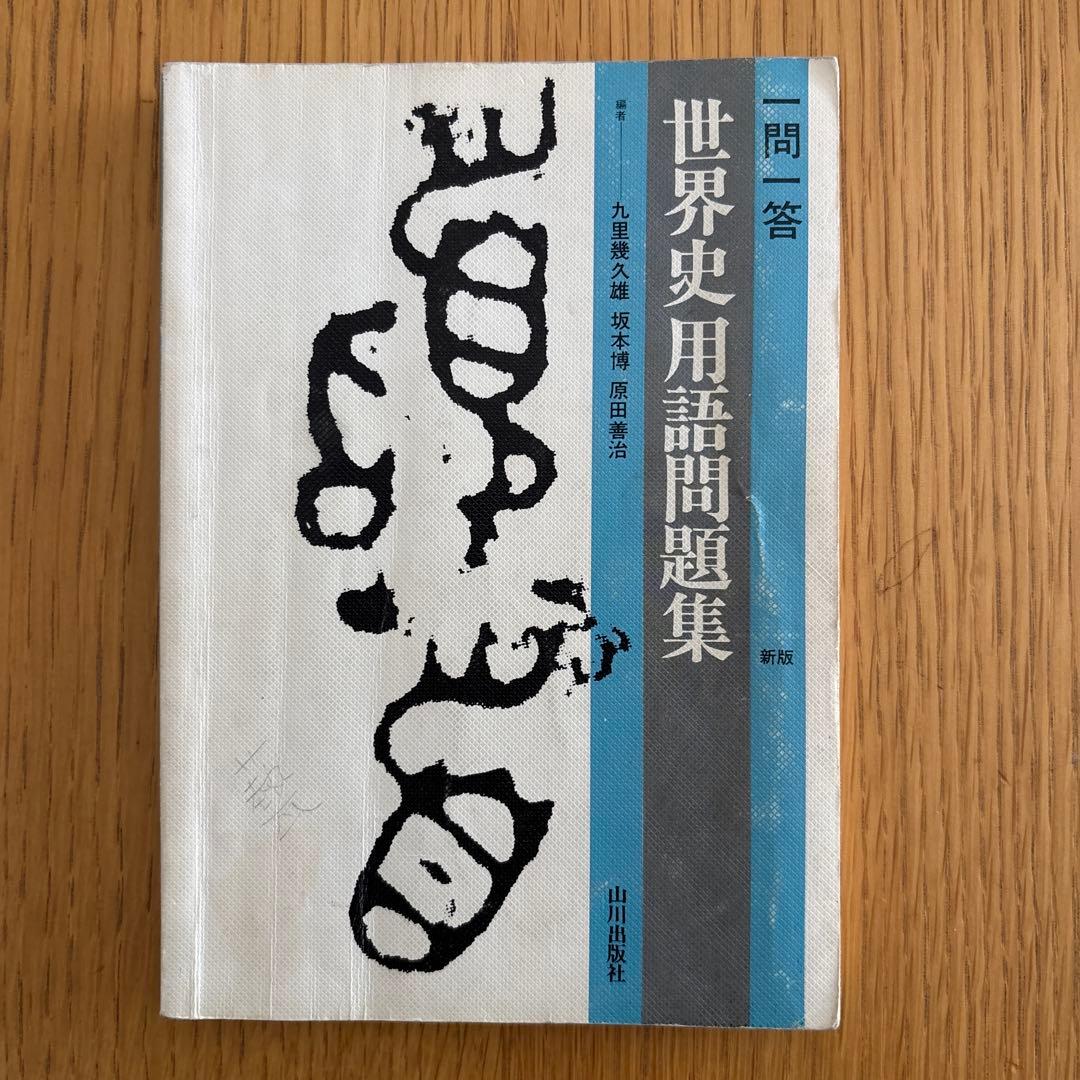 一問一答
世界史用語問題集
新版
編者――九里幾久雄 坂本博 原田善治
山川出版社